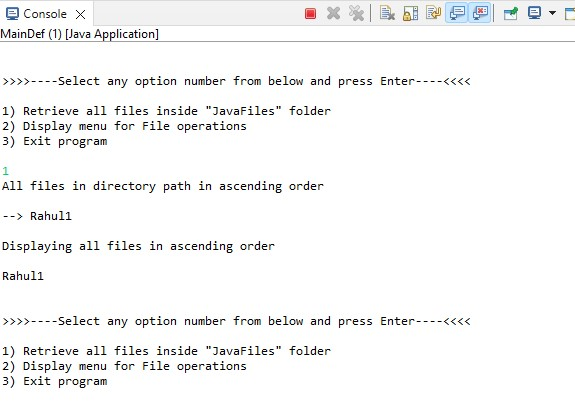 Console
MainDef (1) [Java Application]
>>>>----Select any option number from below and press Enter----<<<<
1) Retrieve all files inside "JavaFiles" folder
2) Display menu for File operations
3) Exit program
1
All files in directory path in ascending order
--> Rahul1
Displaying all files in ascending order
Rahul1
>>>>----Select any option number from below and press Enter----<<<<
1) Retrieve all files inside "JavaFiles" folder
2) Display menu for File operations
3) Exit program